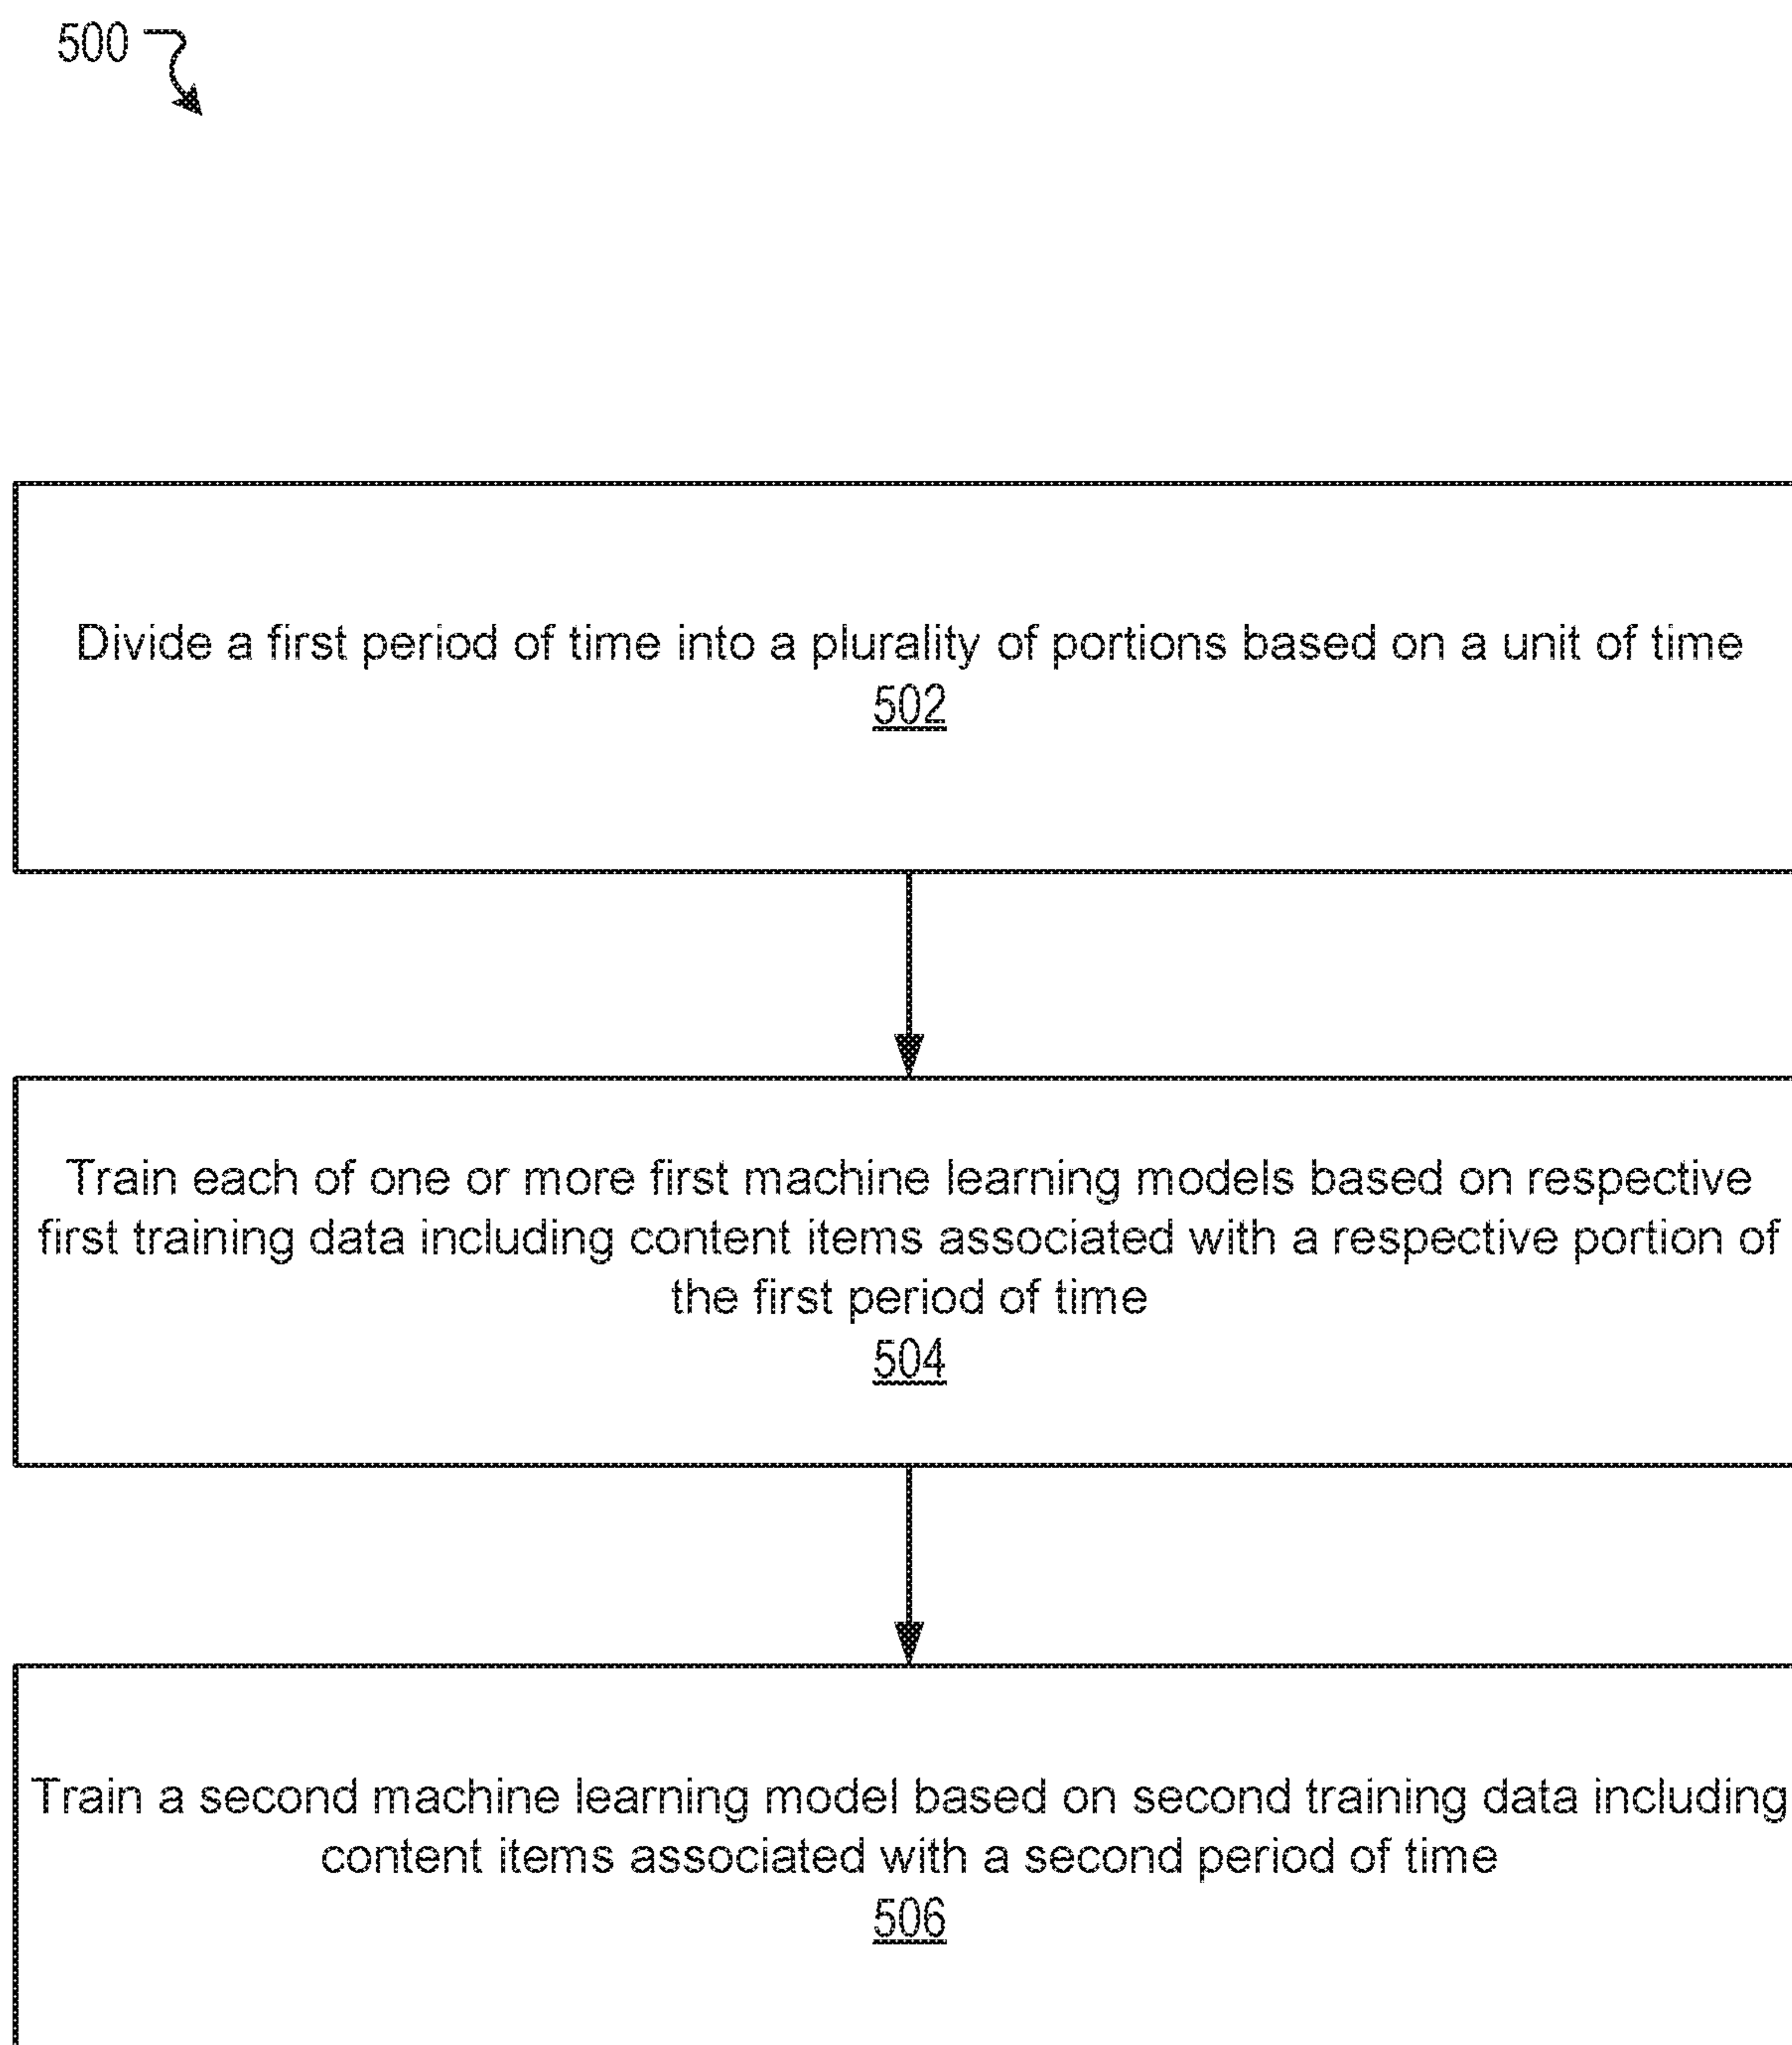 500
Divide a first period of time into a plurality of portions based on a unit of time
502
Train each of one or more first machine learning models based on respective
first training data including content items associated with a respective portion of
the first period of time
504
Train a second machine learning model based on second training data including
content items associated with a second period of time
506